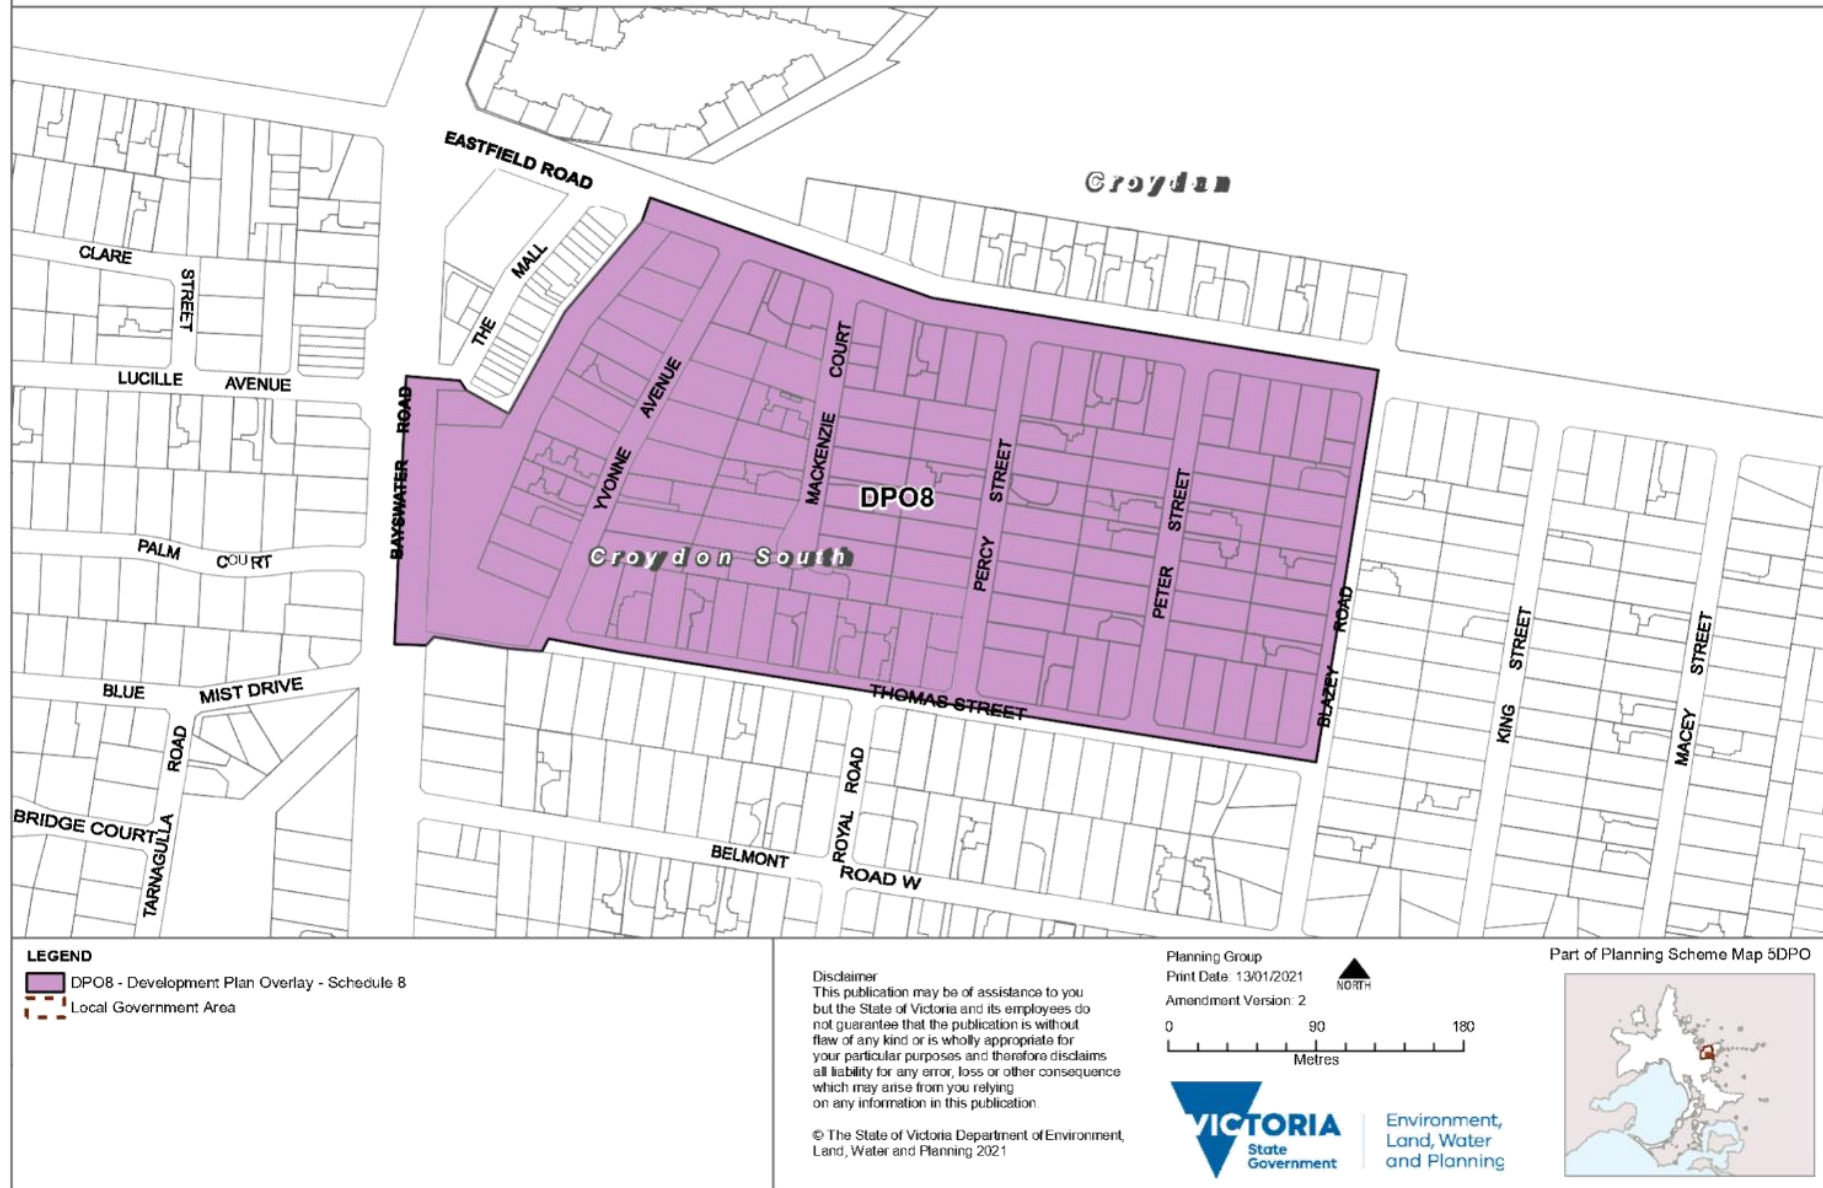 EASTFIELD ROAD
Croydon
CLARE
STREET
THE MALL
LUCILLE AVENUE
BAYSWATER ROAD
YVONNE AVENUE
MACKENZIE COURT
DPO8
PERCY STREET
PETER STREET
Croydon South
PALM COURT
BLAZEY ROAD
KING STREET
MACEY STREET
BLUE MIST DRIVE
THOMAS STREET
ROAD
TARNAGULLA
BRIDGE COURT
ROYAL ROAD
BELMONT ROAD W
LEGEND
DPO8 - Development Plan Overlay - Schedule 8
Local Government Area
Disclaimer
This publication may be of assistance to you
but the State of Victoria and its employees do
not guarantee that the publication is without
flaw of any kind or is wholly appropriate for
your particular purposes and therefore disclaims
all liability for any error, loss or other consequence
which may arise from you relying
on any information in this publication.
© The State of Victoria Department of Environment,
Land, Water and Planning 2021
Planning Group
Print Date: 13/01/2021
Amendment Version: 2
NORTH
0 90 180
Metres
VICTORIA
State
Government
Environment,
Land, Water
and Planning
Part of Planning Scheme Map 5DPO